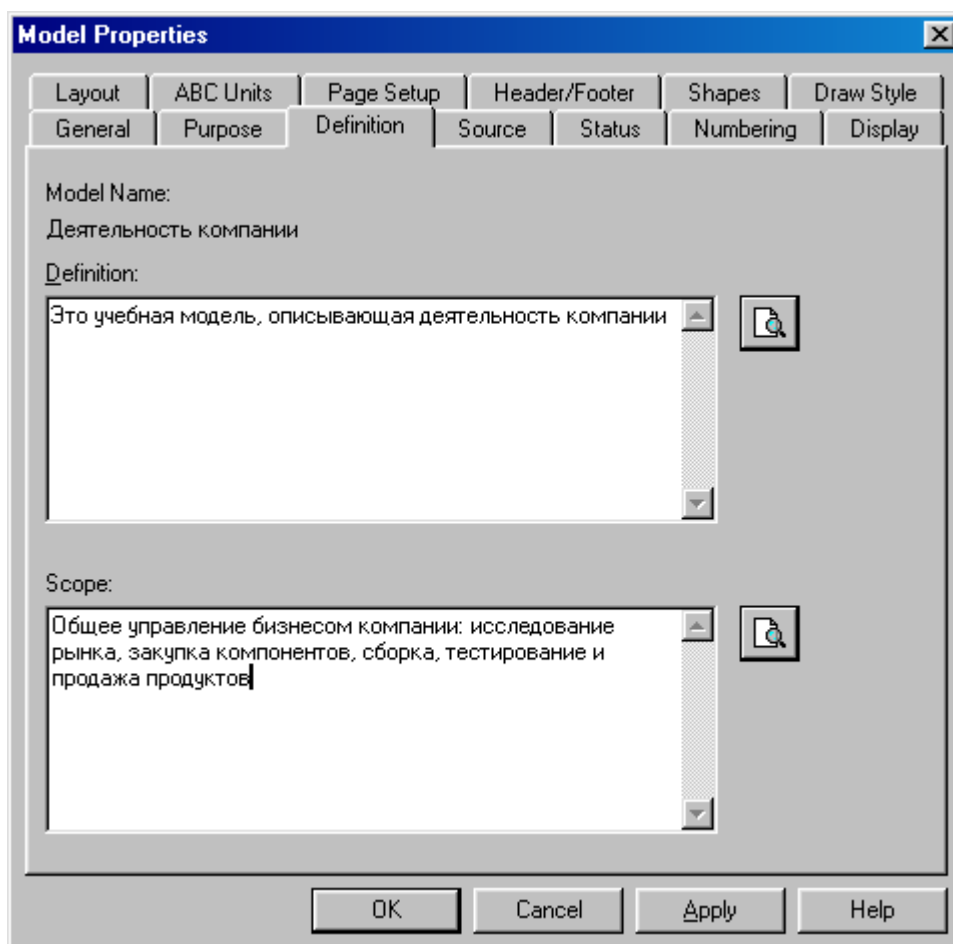 Model Properties
Layout ABC Units Page Setup Header/Footer Shapes Draw Style
General Purpose Definition Source Status Numbering Display
Model Name:
Деятельность компании
Definition:
Это учебная модель, описывающая деятельность компании
Scope:
Общее управление бизнесом компании: исследование
рынка, закупка компонентов, сборка, тестирование и
продажа продуктов
OK Cancel Apply Help